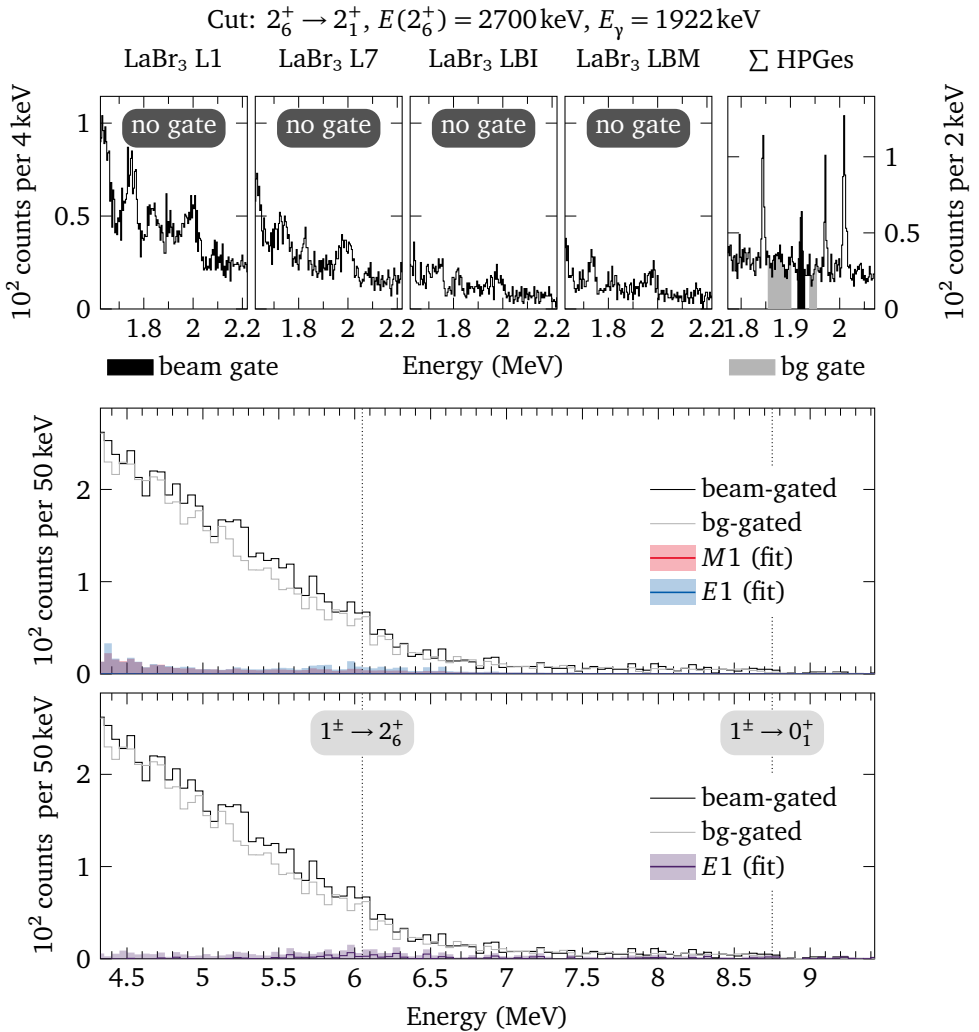 Cut: 2₆⁺ → 2₁⁺, E(2₆⁺) = 2700 keV, Eγ = 1922 keV
LaBr₃ L1 LaBr₃ L7 LaBr₃ LBI LaBr₃ LBM ∑ HPGes
no gate no gate no gate no gate
10² counts per 4 keV
1
0.5
0
10² counts per 2 keV
1
0.5
0
1.8 2 2.2 1.8 2 2.2 1.8 2 2.2 1.8 2 2.2 1.8 1.9 2
beam gate Energy (MeV) bg gate
10² counts per 50 keV
2
1
0
beam-gated
bg-gated
M1 (fit)
E1 (fit)
10² counts per 50 keV
2
1
0
1± → 2₆⁺ 1± → 0₁⁺
beam-gated
bg-gated
E1 (fit)
4.5 5 5.5 6 6.5 7 7.5 8 8.5 9
Energy (MeV)